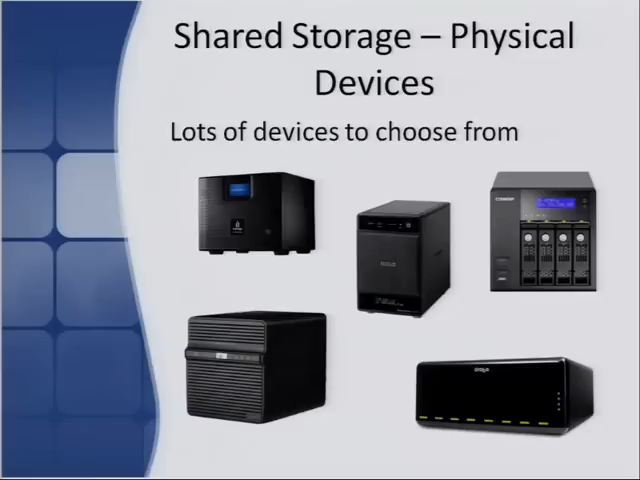 Shared Storage – Physical
Devices
Lots of devices to choose from